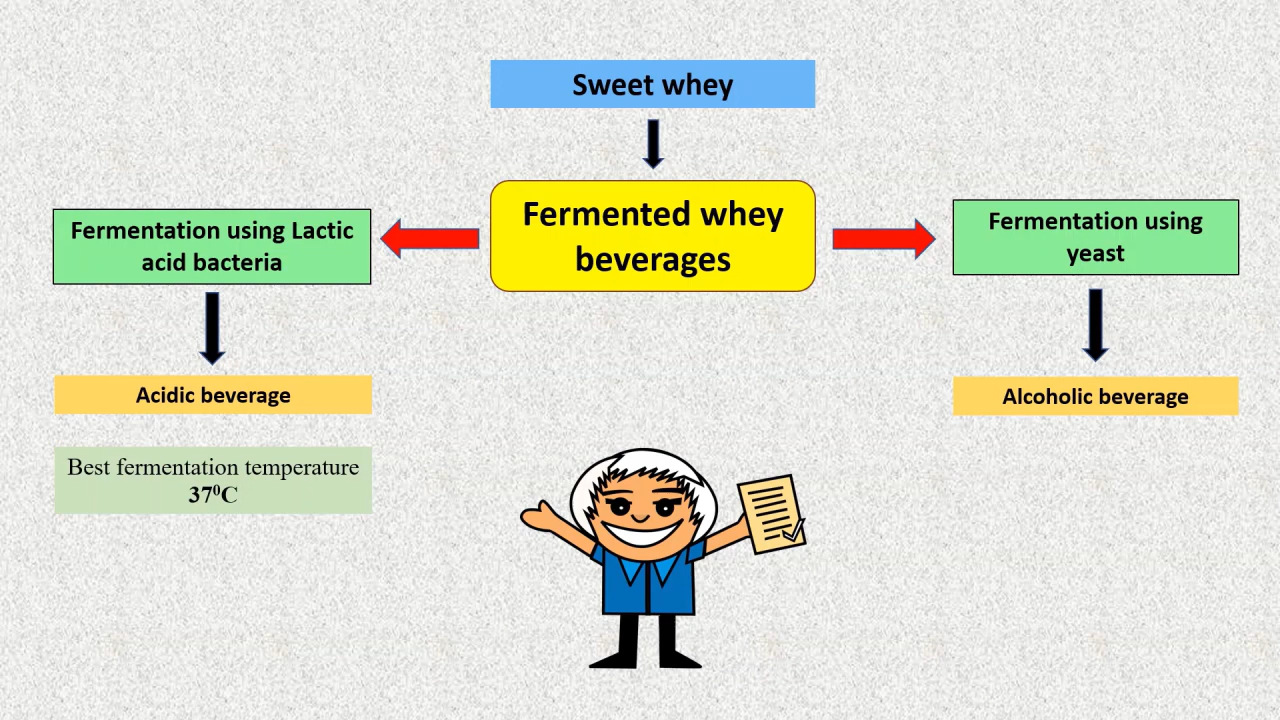 Sweet whey
Fermented whey
beverages
Fermentation using Lactic
acid bacteria
Fermentation using
yeast
Acidic beverage
Alcoholic beverage
Best fermentation temperature
37⁰C